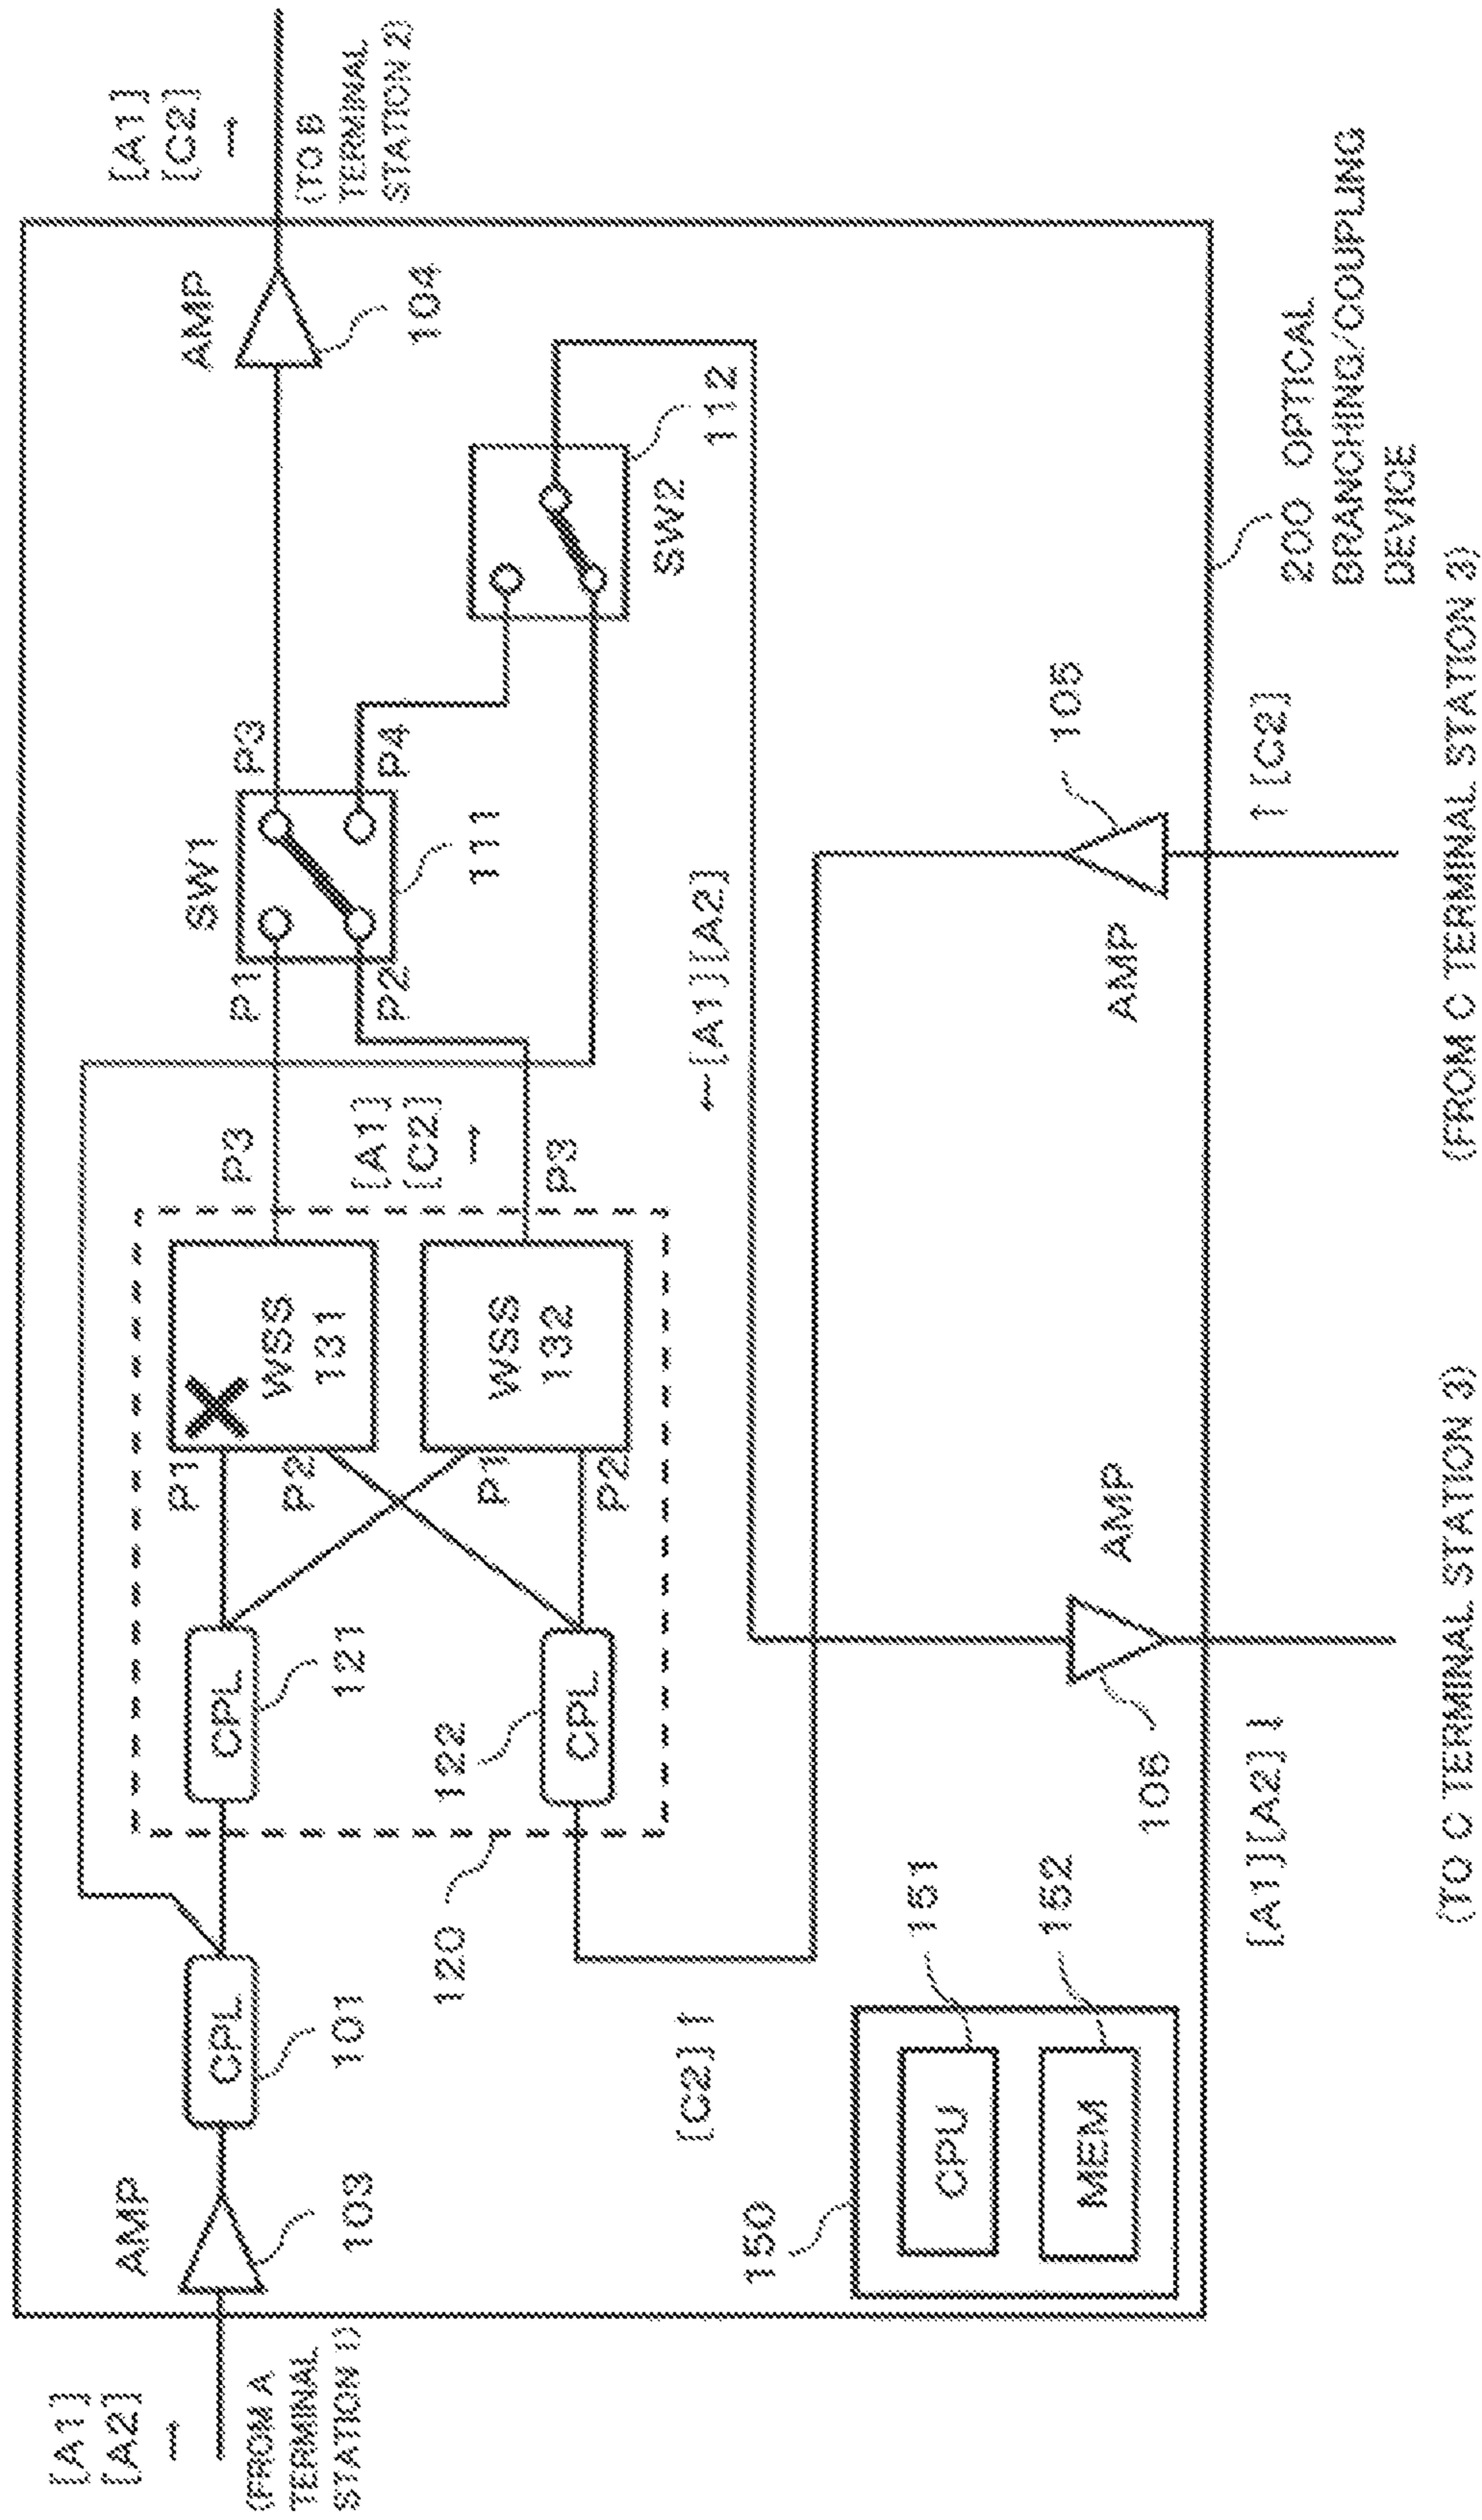 [A1]
[A2]
→
(FROM A
TERMINAL
STATION 1)
AMP
103
CPL
101
120
CPL
121
122
CPL
P1
P2
P1
P2
WSS
131
WSS
132
P3
P3
[A1]
[C2]
→
SW1
P1
P2
P3
P4
111
SW2
112
AMP
104
[A1]
[C2]
→
(TO B
TERMINAL
STATION 2)
←[A1][A2]
[C2]
150
CPU
151
MEM
152
AMP
106
[A1][A2]
(TO C TERMINAL STATION 3)
AMP
105
[C2]
(FROM C TERMINAL STATION 3)
200 OPTICAL
BRANCHING/COUPLING
DEVICE